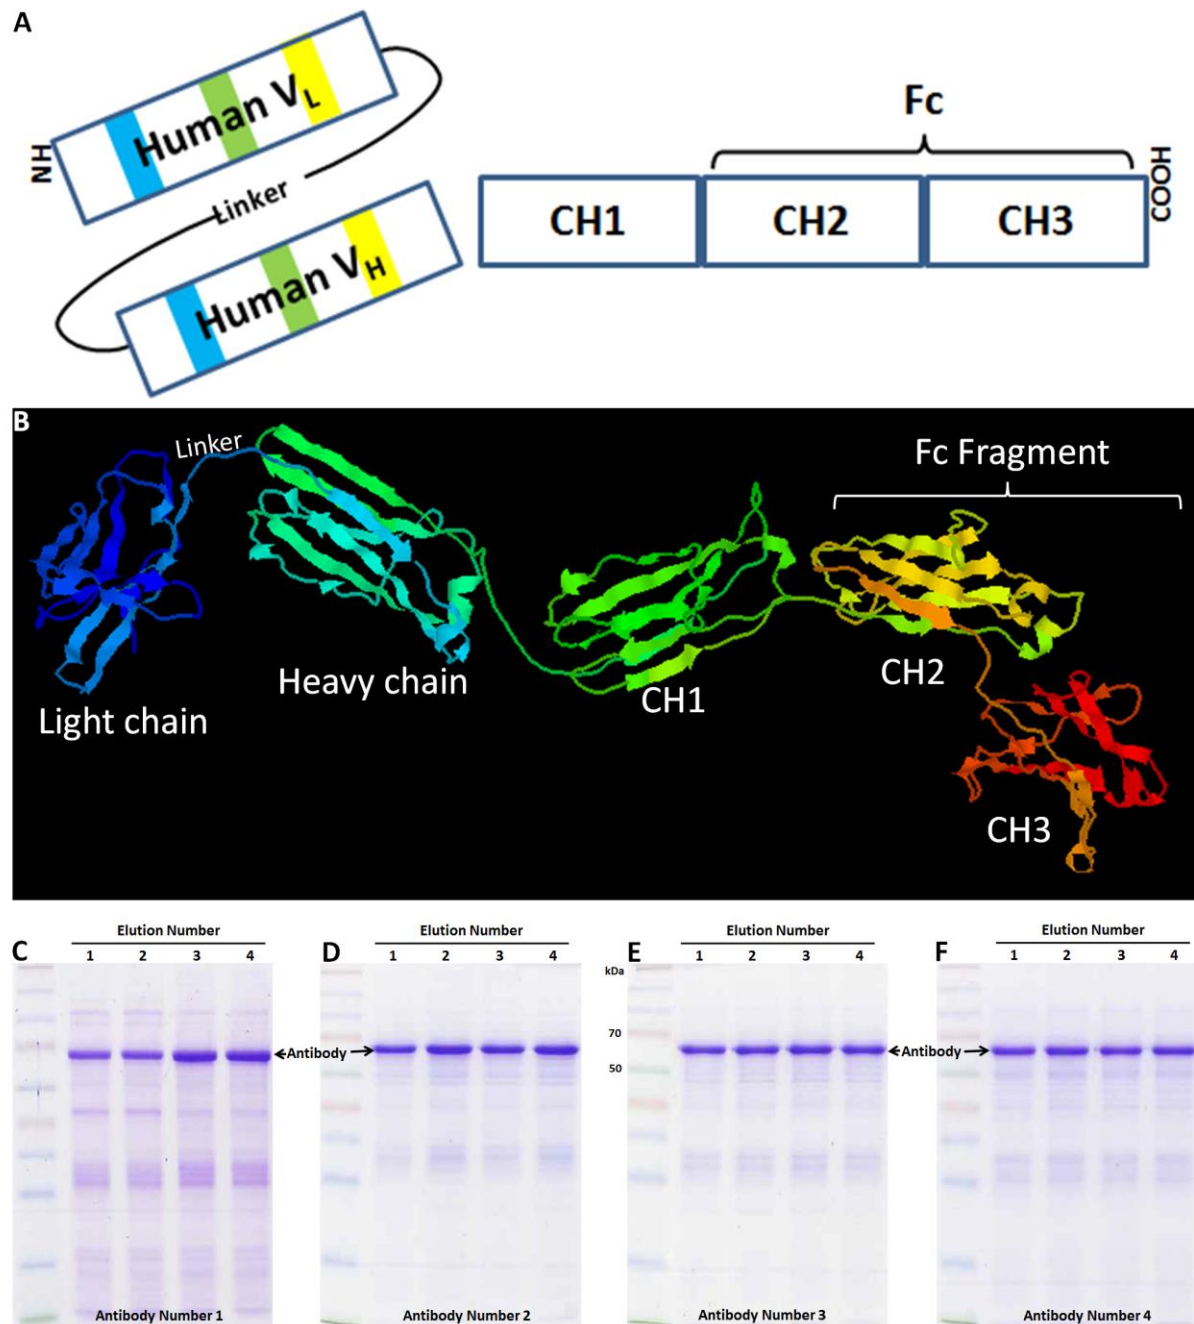 A
Human VL
NH
Linker
Human VH
Fc
CH1
CH2
CH3
COOH
B
Linker
Light chain
Heavy chain
CH1
Fc Fragment
CH2
CH3
C
Elution Number
1 2 3 4
Antibody Number 1
Antibody
D
Elution Number
1 2 3 4
Antibody Number 2
E
Elution Number
1 2 3 4
kDa
70
50
Antibody Number 3
Antibody
F
Elution Number
1 2 3 4
Antibody Number 4